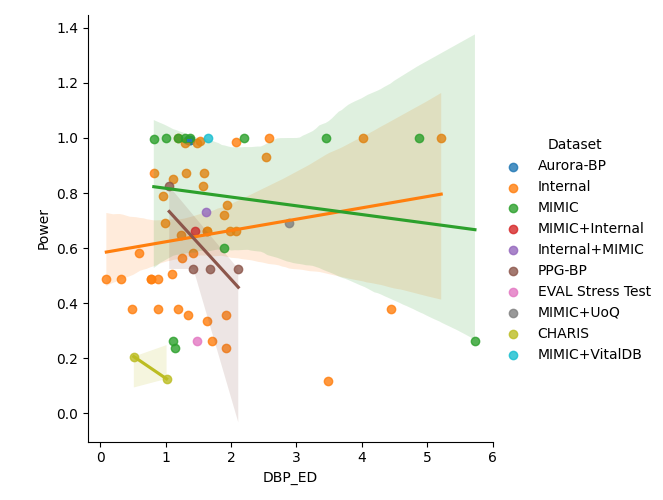 1.4
1.2
1.0
0.8
0.6
0.4
0.2
0.0
Power
0
1
2
3
4
5
6
DBP_ED
Dataset
Aurora-BP
Internal
MIMIC
MIMIC+Internal
Internal+MIMIC
PPG-BP
EVAL Stress Test
MIMIC+UoQ
CHARIS
MIMIC+VitalDB